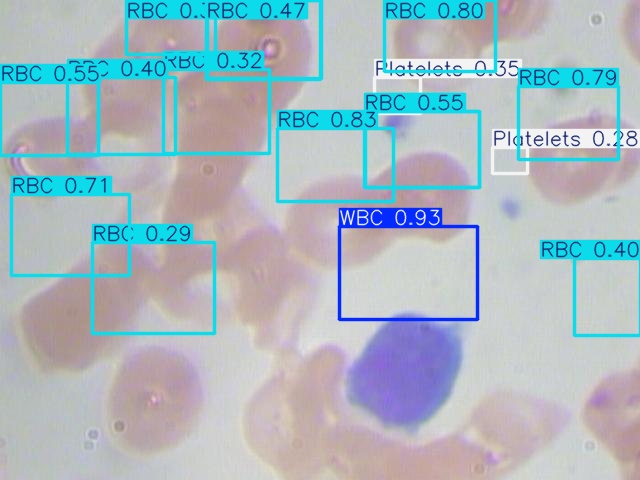 RBC 0.47
RBC 0.80
RBC 0.32
RBC 0.40
RBC 0.55
Platelets 0.35
RBC 0.79
RBC 0.55
RBC 0.83
Platelets 0.28
RBC 0.71
WBC 0.93
RBC 0.29
RBC 0.40